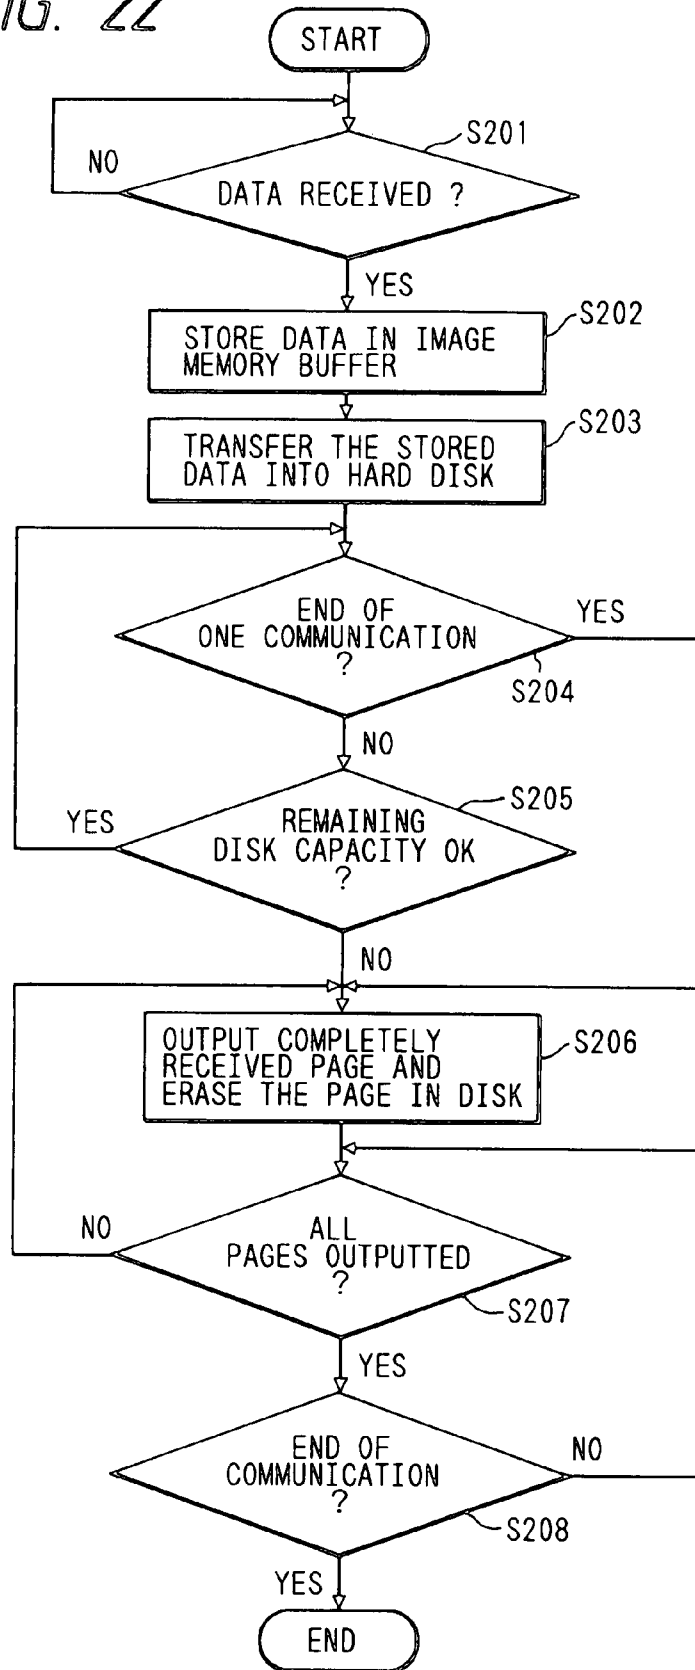 IG. 22
START
S201
NO
DATA RECEIVED ?
YES
S202
STORE DATA IN IMAGE
MEMORY BUFFER
S203
TRANSFER THE STORED
DATA INTO HARD DISK
END OF
ONE COMMUNICATION
?
YES
S204
NO
S205
YES
REMAINING
DISK CAPACITY OK
?
NO
S206
OUTPUT COMPLETELY
RECEIVED PAGE AND
ERASE THE PAGE IN DISK
NO
ALL
PAGES OUTPUTTED
?
S207
YES
END OF
COMMUNICATION
?
NO
S208
YES
END